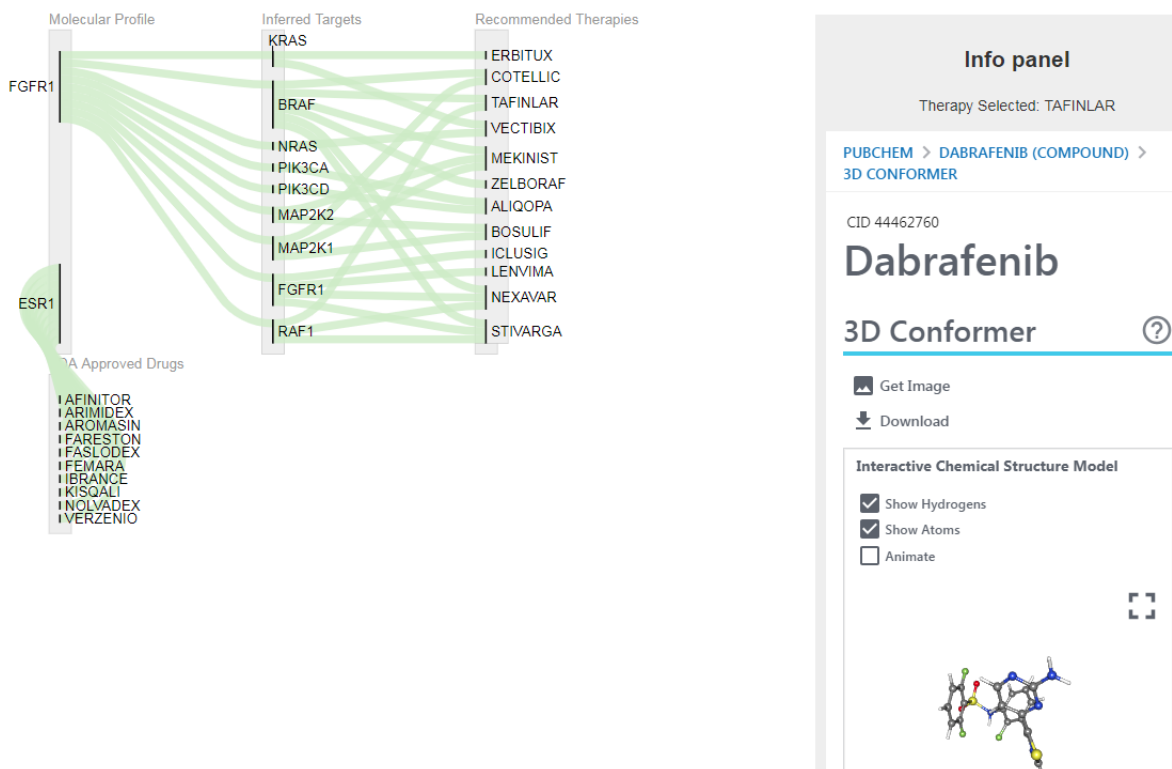 Molecular Profile
Inferred Targets
Recommended Therapies
FGFR1
ESR1
KRAS
BRAF
NRAS
PIK3CA
PIK3CD
MAP2K2
MAP2K1
FGFR1
RAF1
ERBITUX
COTELLIC
TAFINLAR
VECTIBIX
MEKINIST
ZELBORAF
ALIQOPA
BOSULIF
ICLUSIG
LENVIMA
NEXAVAR
STIVARGA
DA Approved Drugs
AFINITOR
ARIMIDEX
AROMASIN
FARESTON
FASLODEX
FEMARA
IBRANCE
KISQALI
NOLVADEX
VERZENIO
Info panel
Therapy Selected: TAFINLAR
PUBCHEM > DABRAFENIB (COMPOUND) >
3D CONFORMER
CID 44462760
Dabrafenib
3D Conformer ?
Get Image
Download
Interactive Chemical Structure Model
Show Hydrogens
Show Atoms
Animate